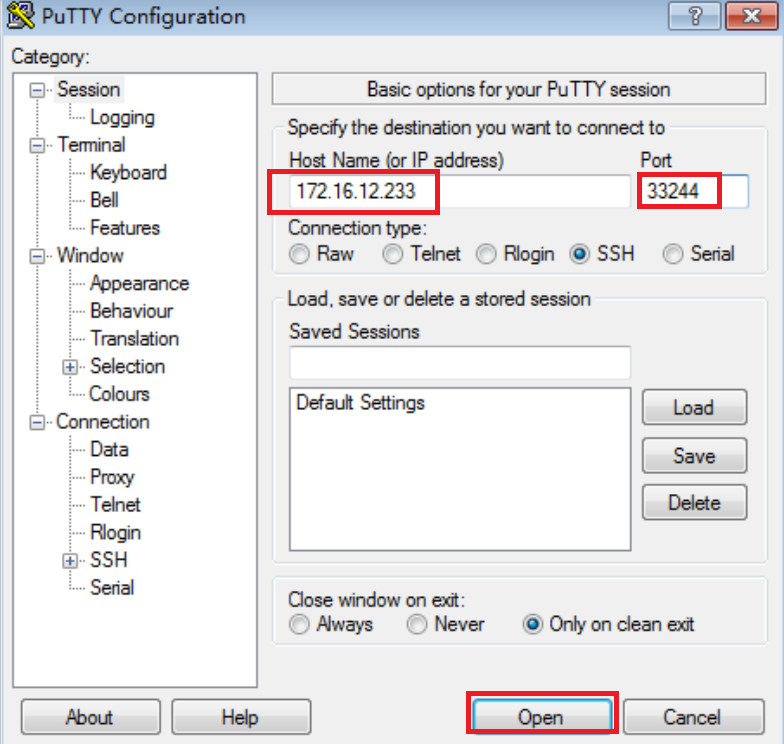 PuTTY Configuration
Category:
Session
Logging
Terminal
Keyboard
Bell
Features
Window
Appearance
Behaviour
Translation
Selection
Colours
Connection
Data
Proxy
Telnet
Rlogin
SSH
Serial
Basic options for your PuTTY session
Specify the destination you want to connect to
Host Name (or IP address) Port
172.16.12.233 33244
Connection type:
Raw Telnet Rlogin SSH Serial
Load, save or delete a stored session
Saved Sessions
Default Settings
Load
Save
Delete
Close window on exit:
Always Never Only on clean exit
About Help Open Cancel